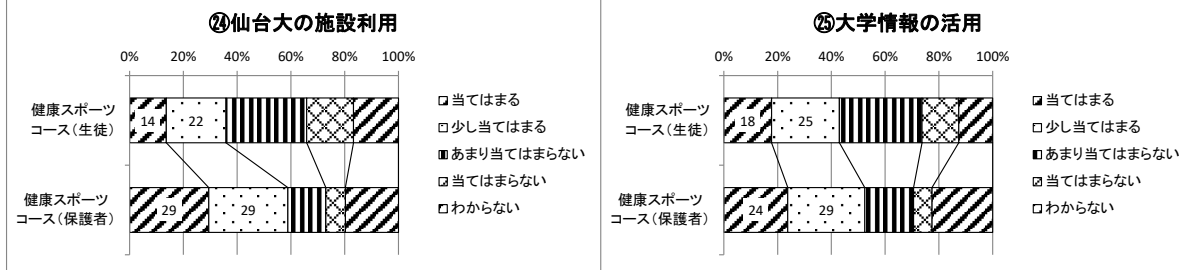 ㉔仙台大の施設利用
0% 20% 40% 60% 80% 100%
健康スポーツ
コース(生徒)
14 22
健康スポーツ
コース(保護者)
29 29
当てはまる
少し当てはまる
あまり当てはまらない
当てはまらない
わからない
㉕大学情報の活用
0% 20% 40% 60% 80% 100%
健康スポーツ
コース(生徒)
18 25
健康スポーツ
コース(保護者)
24 29
当てはまる
少し当てはまる
あまり当てはまらない
当てはまらない
わからない